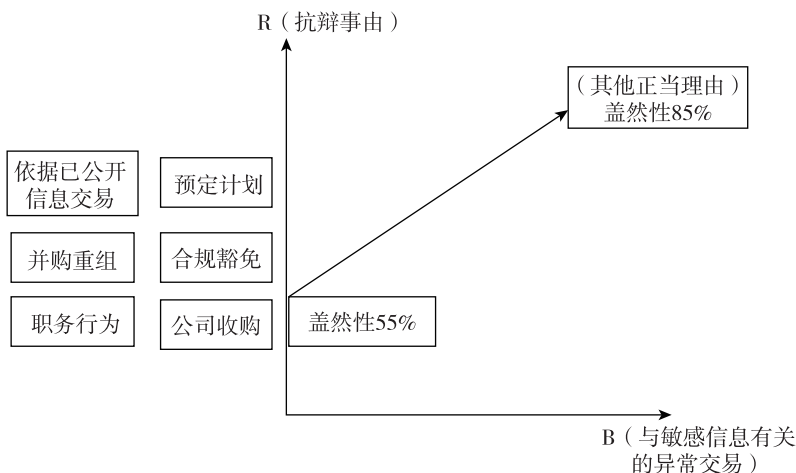 R（抗辩事由）
（其他正当理由）
盖然性85%
依据已公开
信息交易
预定计划
并购重组
合规豁免
职务行为
公司收购
盖然性55%
B（与敏感信息有关
的异常交易）